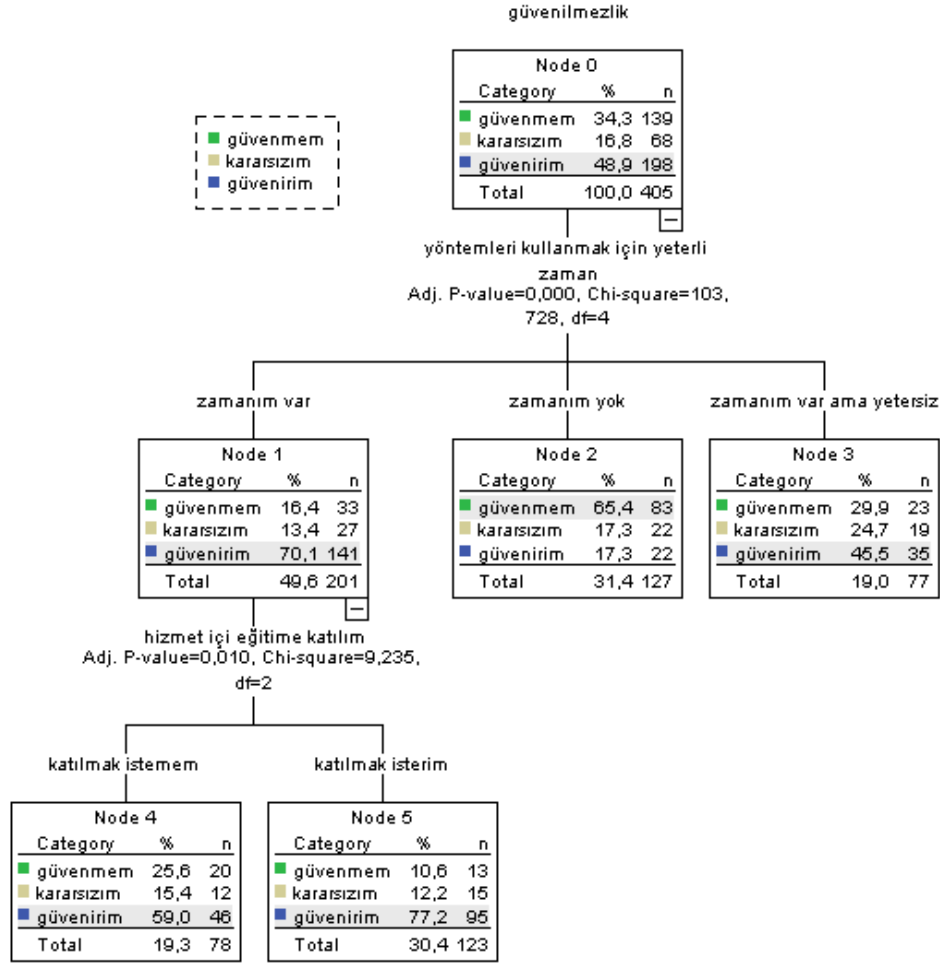 güvenilmezlik
Node 0
Category % n
güvenmem 34,3 139
kararsızım 16,8 68
güvenirim 48,9 198
Total 100,0 405
güvenmem
kararsızım
güvenirim
yöntemleri kullanmak için yeterli
zaman
Adj. P-value=0,000, Chi-square=103,
728, df=4
zamanım var
zamanım yok
zamanım var ama yetersiz
Node 1
Category % n
güvenmem 16,4 33
kararsızım 13,4 27
güvenirim 70,1 141
Total 49,6 201
Node 2
Category % n
güvenmem 65,4 83
kararsızım 17,3 22
güvenirim 17,3 22
Total 31,4 127
Node 3
Category % n
güvenmem 29,9 23
kararsızım 24,7 19
güvenirim 45,5 35
Total 19,0 77
hizmet içi eğitime katılım
Adj. P-value=0,010, Chi-square=9,235,
df=2
katılmak istemem
katılmak isterim
Node 4
Category % n
güvenmem 25,6 20
kararsızım 15,4 12
güvenirim 59,0 46
Total 19,3 78
Node 5
Category % n
güvenmem 10,6 13
kararsızım 12,2 15
güvenirim 77,2 95
Total 30,4 123